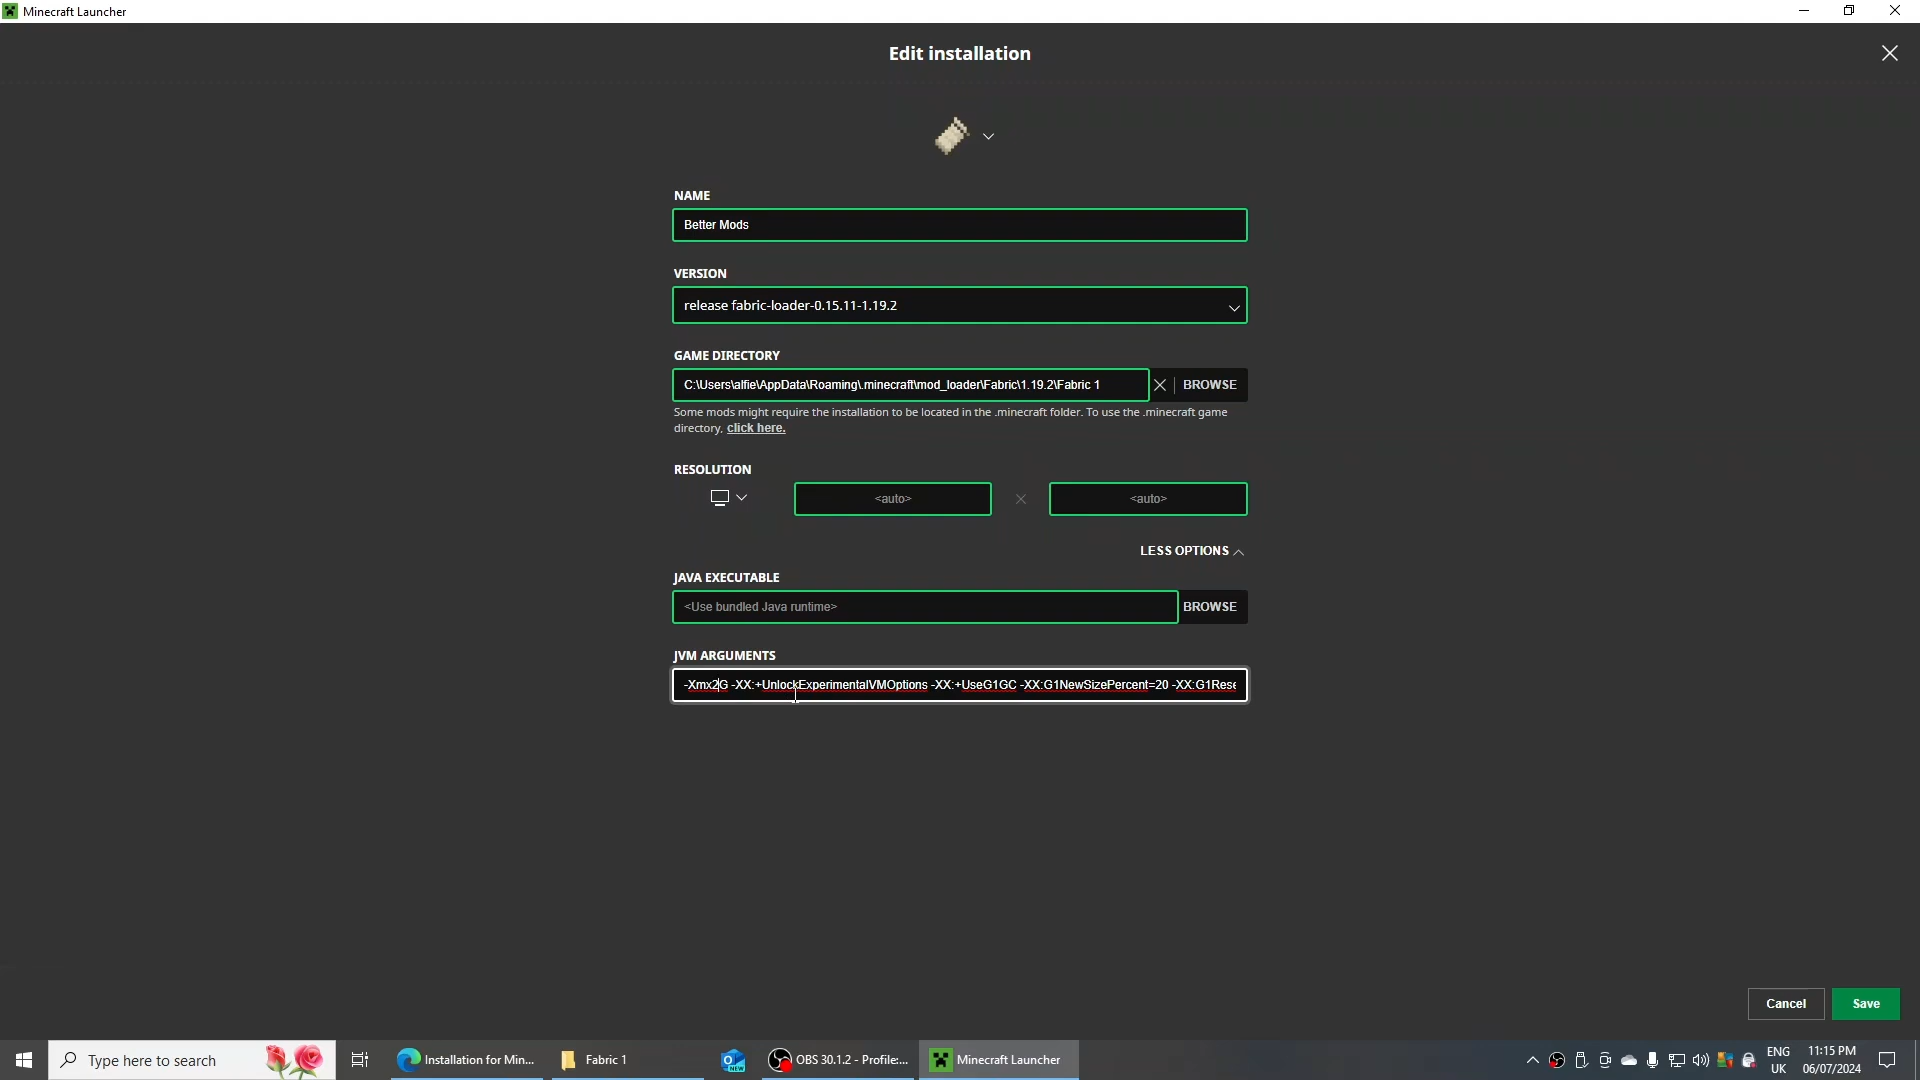 Minecraft Launcher
Edit installation
NAME
Better Mods
VERSION
release fabric-loader-0.15.11-1.19.2
GAME DIRECTORY
C:\Users\alfie\AppData\Roaming\.minecraft\mod_loader\Fabric\1.19.2\Fabric 1
BROWSE
Some mods might require the installation to be located in the .minecraft folder. To use the .minecraft game
directory, click here.
RESOLUTION
<auto>
<auto>
LESS OPTIONS
JAVA EXECUTABLE
<Use bundled Java runtime>
BROWSE
JVM ARGUMENTS
-Xmx2G -XX:+UnlockExperimentalVMOptions -XX:+UseG1GC -XX:G1NewSizePercent=20 -XX:G1Rese
Cancel
Save
Type here to search
Installation for Min...
Fabric 1
NEW
OBS 30.1.2 - Profile:...
Minecraft Launcher
ENG
UK
11:15 PM
06/07/2024